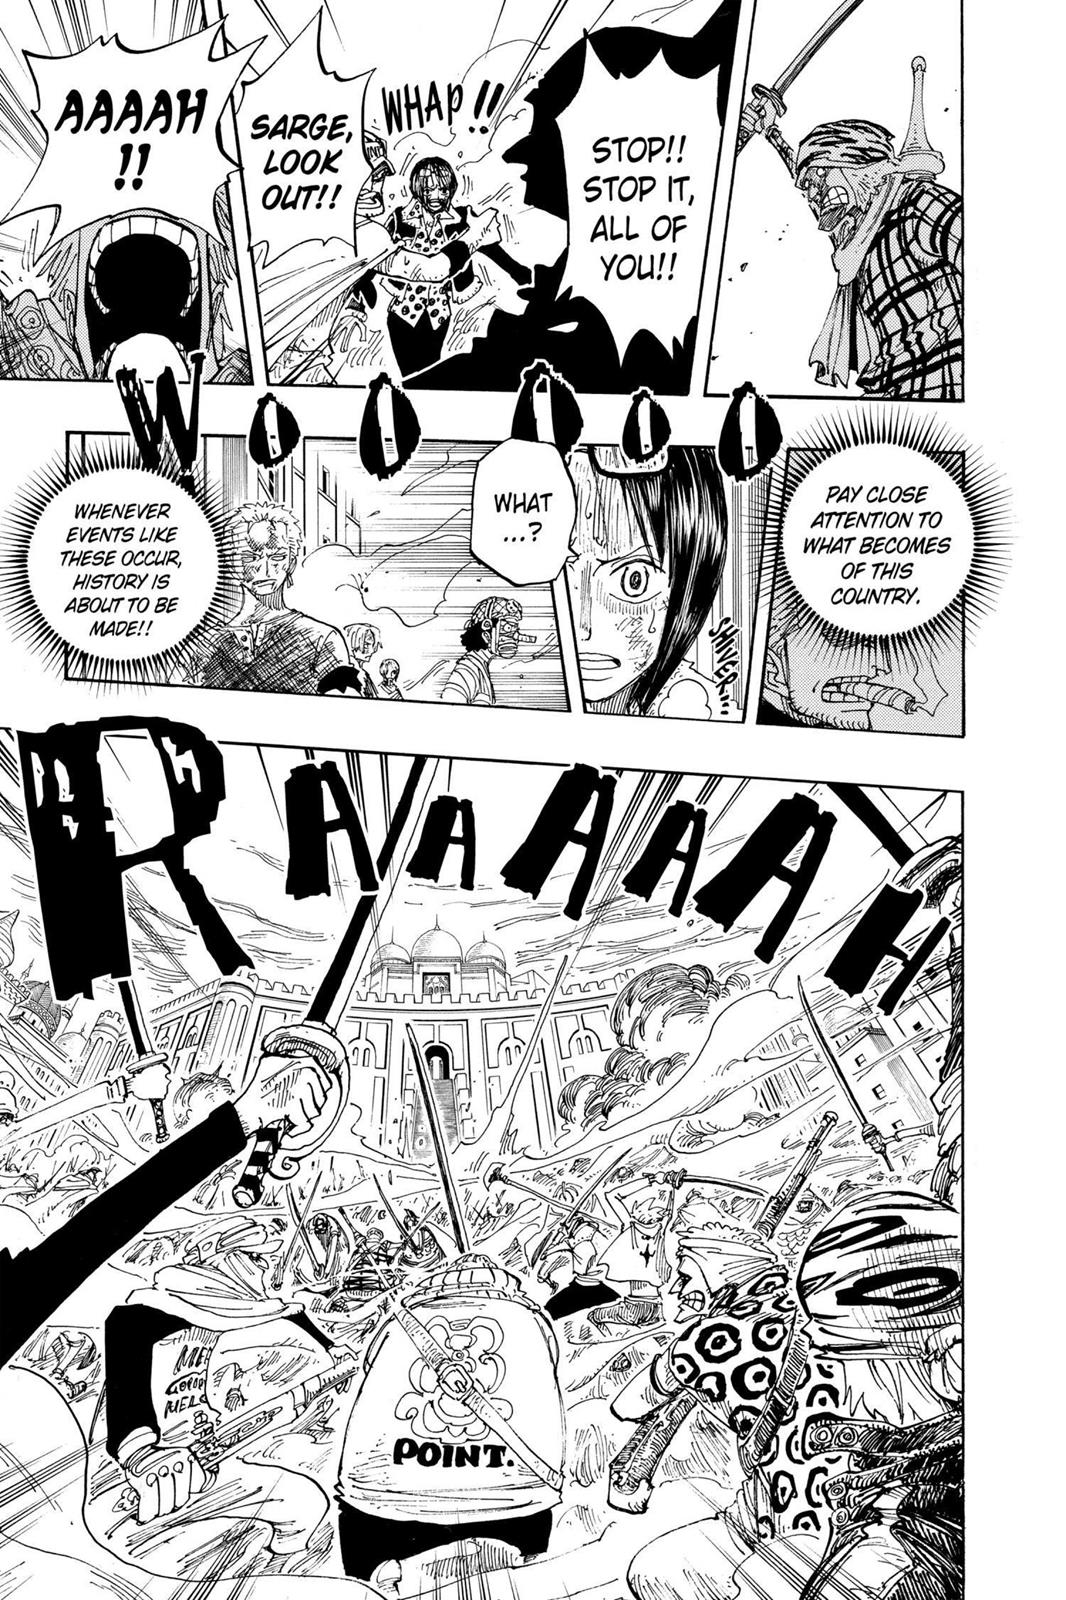 STOP!!
STOP IT,
ALL OF
YOU!!
WHAP!!
SARGE,
LOOK
OUT!!
AAAAH
!!
PAY CLOSE
ATTENTION TO
WHAT BECOMES
OF THIS
COUNTRY.
SHIVER...
WHAT
...?
WHENEVER
EVENTS LIKE
THESE OCCUR,
HISTORY IS
ABOUT TO BE
MADE!!
WOOOOO
RAAAAAH
POINT.